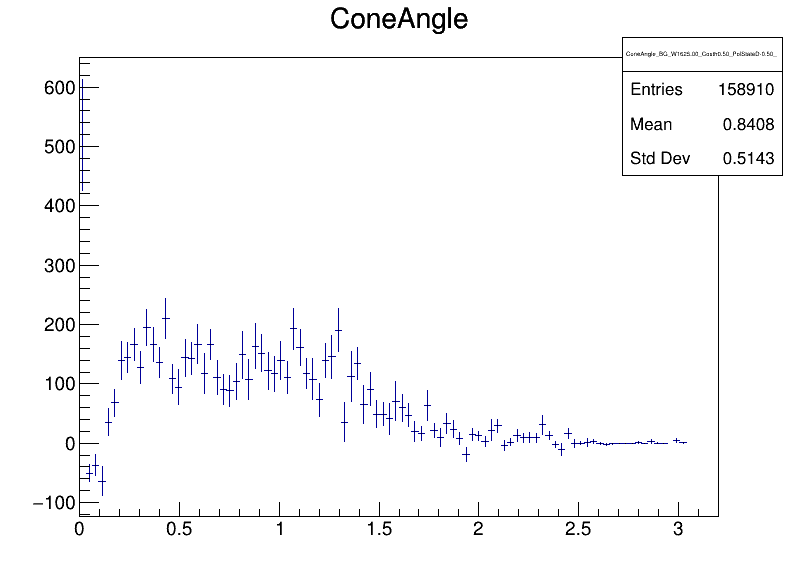 ConeAngle
ConeAngle_BG_W1625.00_Costh0.50_PolStateD-0.50_
Entries 158910
Mean 0.8408
Std Dev 0.5143
600
500
400
300
200
100
0
−100
0 0.5 1 1.5 2 2.5 3